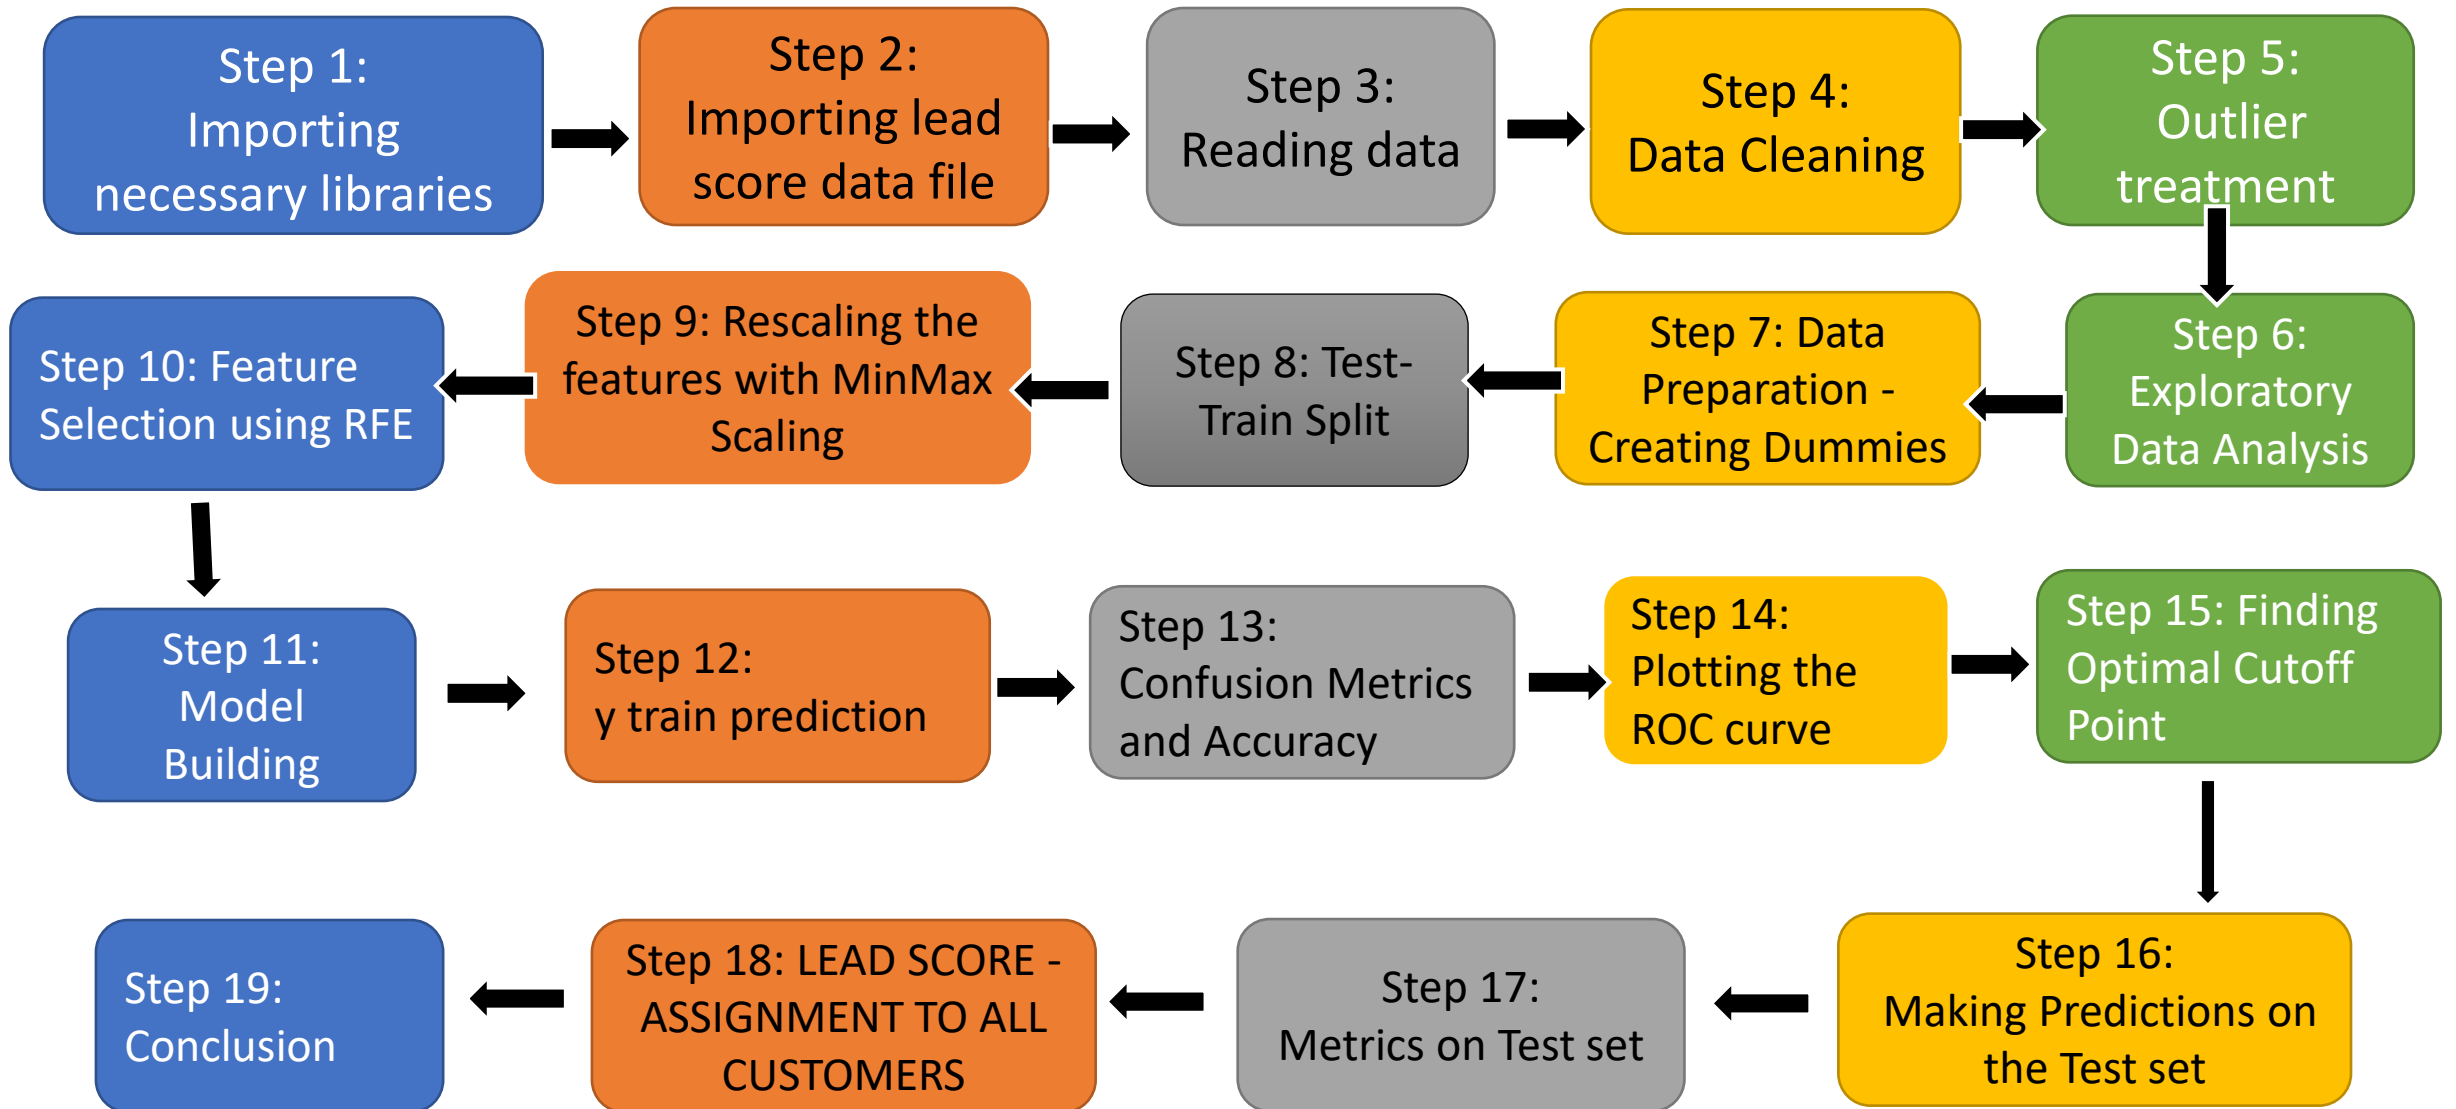 Step 1:
Importing
necessary libraries
Step 2:
Importing lead
score data file
Step 3:
Reading data
Step 4:
Data Cleaning
Step 5:
Outlier
treatment
Step 6:
Exploratory
Data Analysis
Step 7: Data
Preparation -
Creating Dummies
Step 8: Test-
Train Split
Step 9: Rescaling the
features with MinMax
Scaling
Step 10: Feature
Selection using RFE
Step 11:
Model
Building
Step 12:
y train prediction
Step 13:
Confusion Metrics
and Accuracy
Step 14:
Plotting the
ROC curve
Step 15: Finding
Optimal Cutoff
Point
Step 16:
Making Predictions on
the Test set
Step 17:
Metrics on Test set
Step 18: LEAD SCORE -
ASSIGNMENT TO ALL
CUSTOMERS
Step 19:
Conclusion